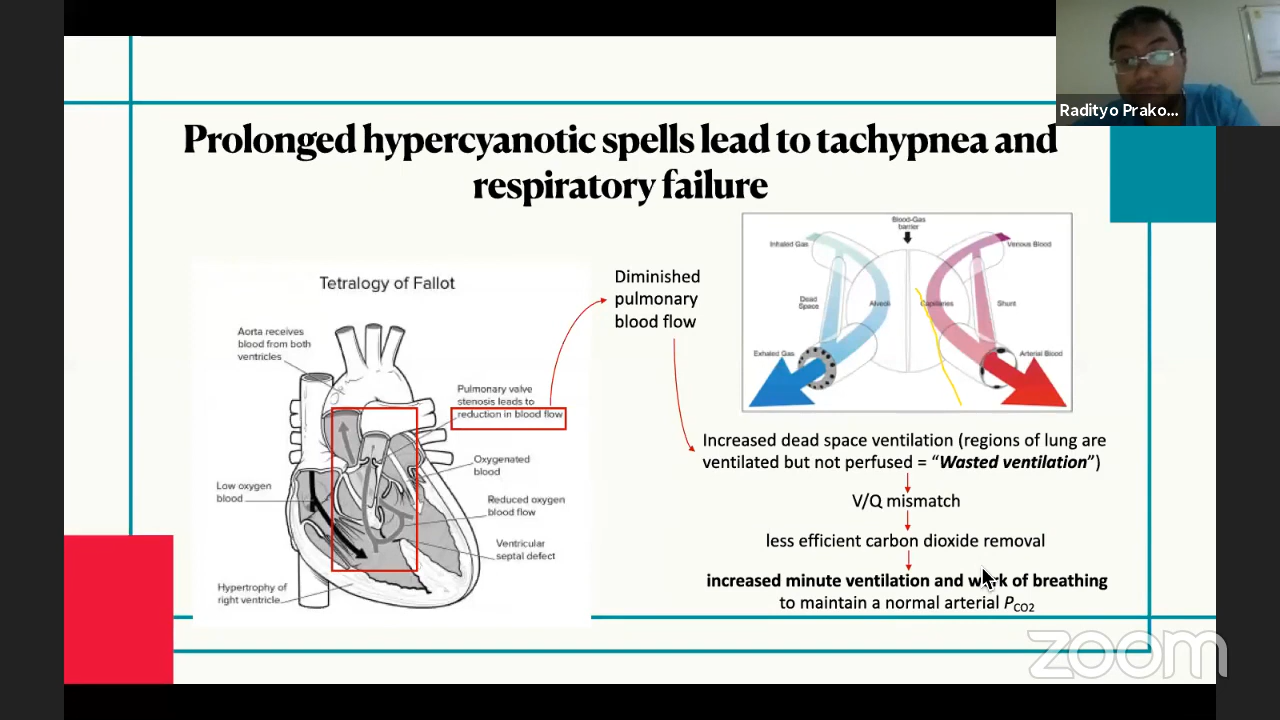 Radityo Prako...
Prolonged hypercyanotic spells lead to tachypnea and
respiratory failure
Tetralogy of Fallot
Aorta receives
blood from both
ventricles
Pulmonary valve
stenosis leads to
reduction in blood flow
Oxygenated
blood
Low oxygen
blood
Reduced oxygen
blood flow
Ventricular
septal defect
Hypertrophy of
right ventricle
Diminished
pulmonary
blood flow
Blood-Gas
barrier
Inhaled Gas
Venous Blood
Dead
Space
Alveoli
Capillaries
Shunt
Exhaled Gas
Arterial Blood
Increased dead space ventilation (regions of lung are
ventilated but not perfused = “Wasted ventilation”)
V/Q mismatch
less efficient carbon dioxide removal
increased minute ventilation and work of breathing
to maintain a normal arterial PCO2
zoom